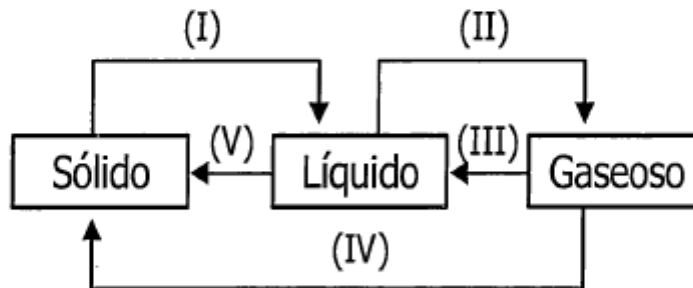 (I) (II)
Sólido (V) Líquido (III) Gaseoso
(IV)